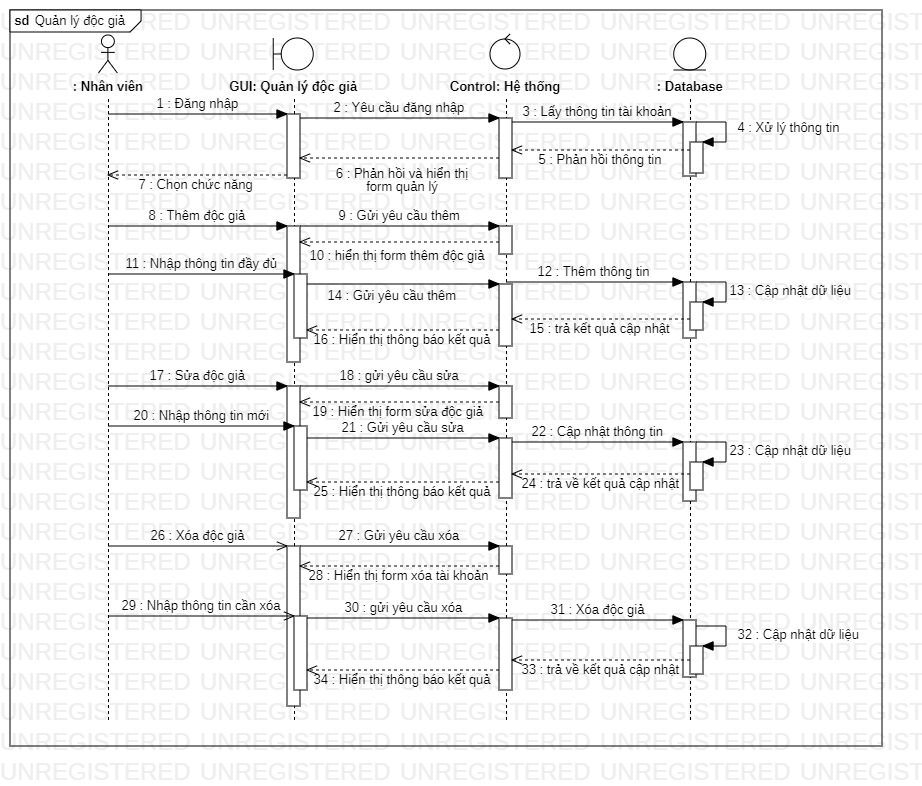 sd Quản lý độc giả
: Nhân viên
GUI: Quản lý độc giả
Control: Hệ thống
: Database
1 : Đăng nhập
2 : Yêu cầu đăng nhập
3 : Lấy thông tin tài khoản
4 : Xử lý thông tin
5 : Phản hồi thông tin
6 : Phản hồi và hiển thị
form quản lý
7 : Chọn chức năng
8 : Thêm độc giả
9 : Gửi yêu cầu thêm
10 : hiển thị form thêm độc giả
11 : Nhập thông tin đầy đủ
12 : Thêm thông tin
13 : Cập nhật dữ liệu
14 : Gửi yêu cầu thêm
15 : trả kết quả cập nhật
16 : Hiển thị thông báo kết quả
17 : Sửa độc giả
18 : gửi yêu cầu sửa
19 : Hiển thị form sửa độc giả
20 : Nhập thông tin mới
21 : Gửi yêu cầu sửa
22 : Cập nhật thông tin
23 : Cập nhật dữ liệu
24 : trả về kết quả cập nhật
25 : Hiển thị thông báo kết quả
26 : Xóa độc giả
27 : Gửi yêu cầu xóa
28 : Hiển thị form xóa tài khoản
29 : Nhập thông tin cần xóa
30 : gửi yêu cầu xóa
31 : Xóa độc giả
32 : Cập nhật dữ liệu
33 : trả về kết quả cập nhật
34 : Hiển thị thông báo kết quả
UNREGISTERED UNREGISTERED UNREGISTERED UNREGISTERED UNREGIST